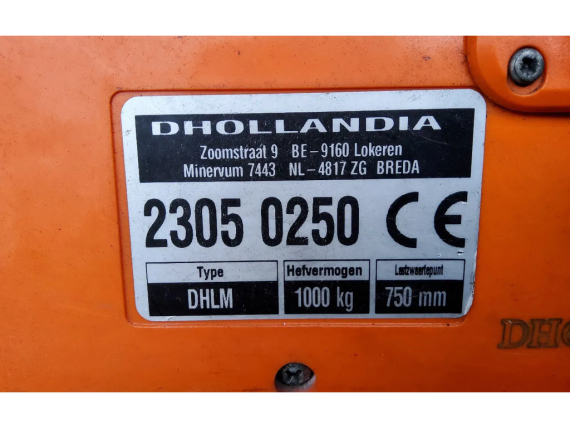 DHOLLANDIA
Zoomstraat 9 BE-9160 Lokeren
Minervum 7443 NL-4817 ZG BREDA
2305 0250 CE
Type Hefvermogen Lastzwaartepunt
DHLM 1000 kg 750 mm